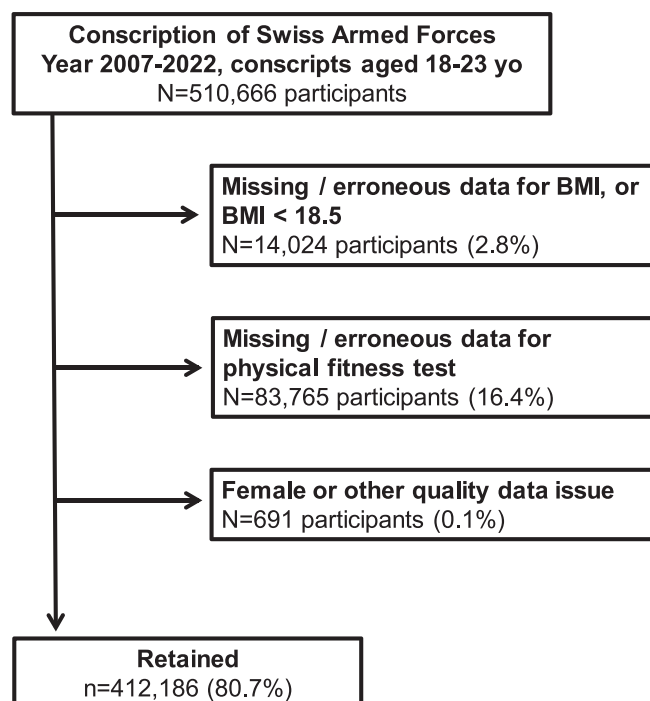 Conscription of Swiss Armed Forces
Year 2007-2022, conscripts aged 18-23 yo
N=510,666 participants
Missing / erroneous data for BMI, or
BMI < 18.5
N=14,024 participants (2.8%)
Missing / erroneous data for
physical fitness test
N=83,765 participants (16.4%)
Female or other quality data issue
N=691 participants (0.1%)
Retained
n=412,186 (80.7%)